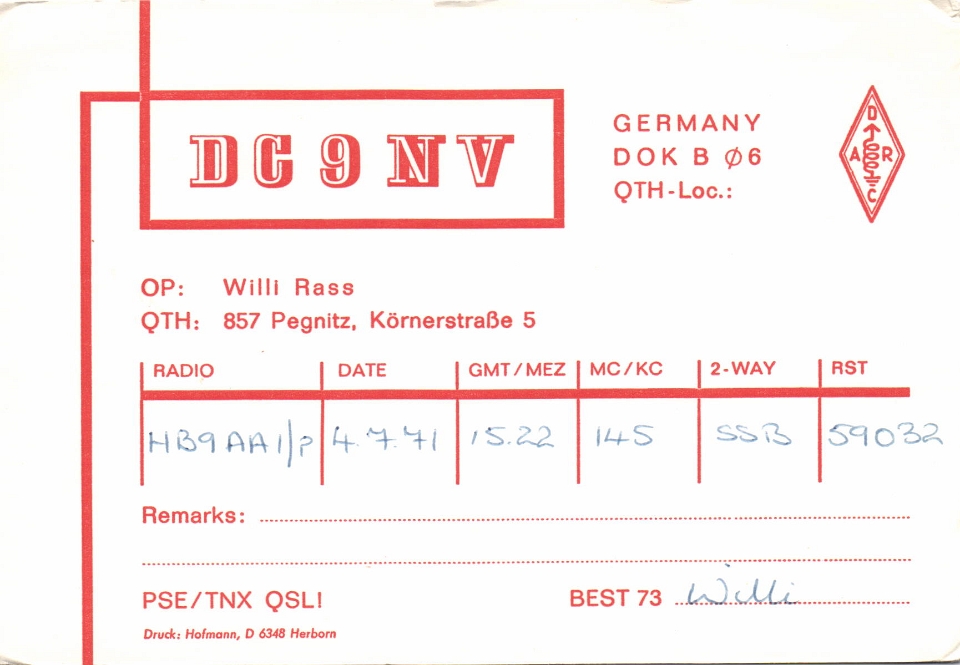 DC9NV
GERMANY
DOK B Ø6
QTH-Loc.:
D
A R
C
OP: Willi Rass
QTH: 857 Pegnitz, Körnerstraße 5
RADIO DATE GMT/MEZ MC/KC 2-WAY RST
HB9AAI/P 4.7.71 15.22 145 SSB 59032
Remarks:
PSE/TNX QSL!
BEST 73 Willi
Druck: Hofmann, D 6348 Herborn